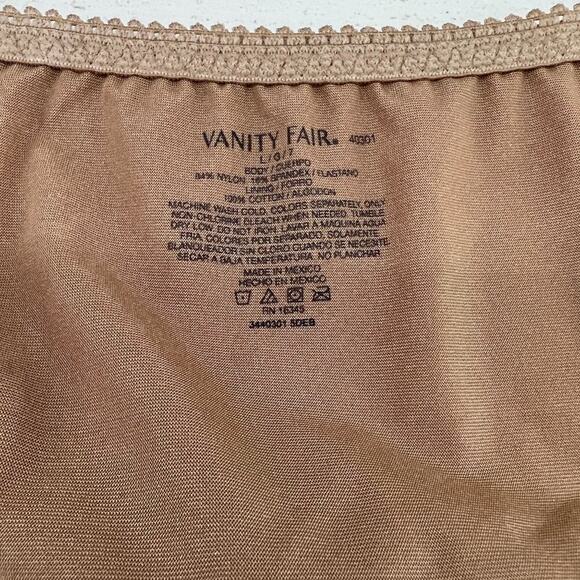 VANITY FAIR® 40301
L/G/7
BODY / CUERPO
84% NYLON 16% SPANDEX / ELASTANO
LINING / FORRO
100% COTTON / ALGODON
MACHINE WASH COLD. COLORS SEPARATELY, ONLY
NON-CHLORINE BLEACH WHEN NEEDED. TUMBLE
DRY LOW. DO NOT IRON. LAVAR A MAQUINA AGUA
FRIA, COLORES POR SEPARADO. SOLAMENTE
BLANQUEADOR SIN CLORO CUANDO SE NECESITE.
SECAR A BAJA TEMPERATURA. NO PLANCHAR
MADE IN MEXICO
HECHO EN MEXICO
RN 16345
3440301 5DEB